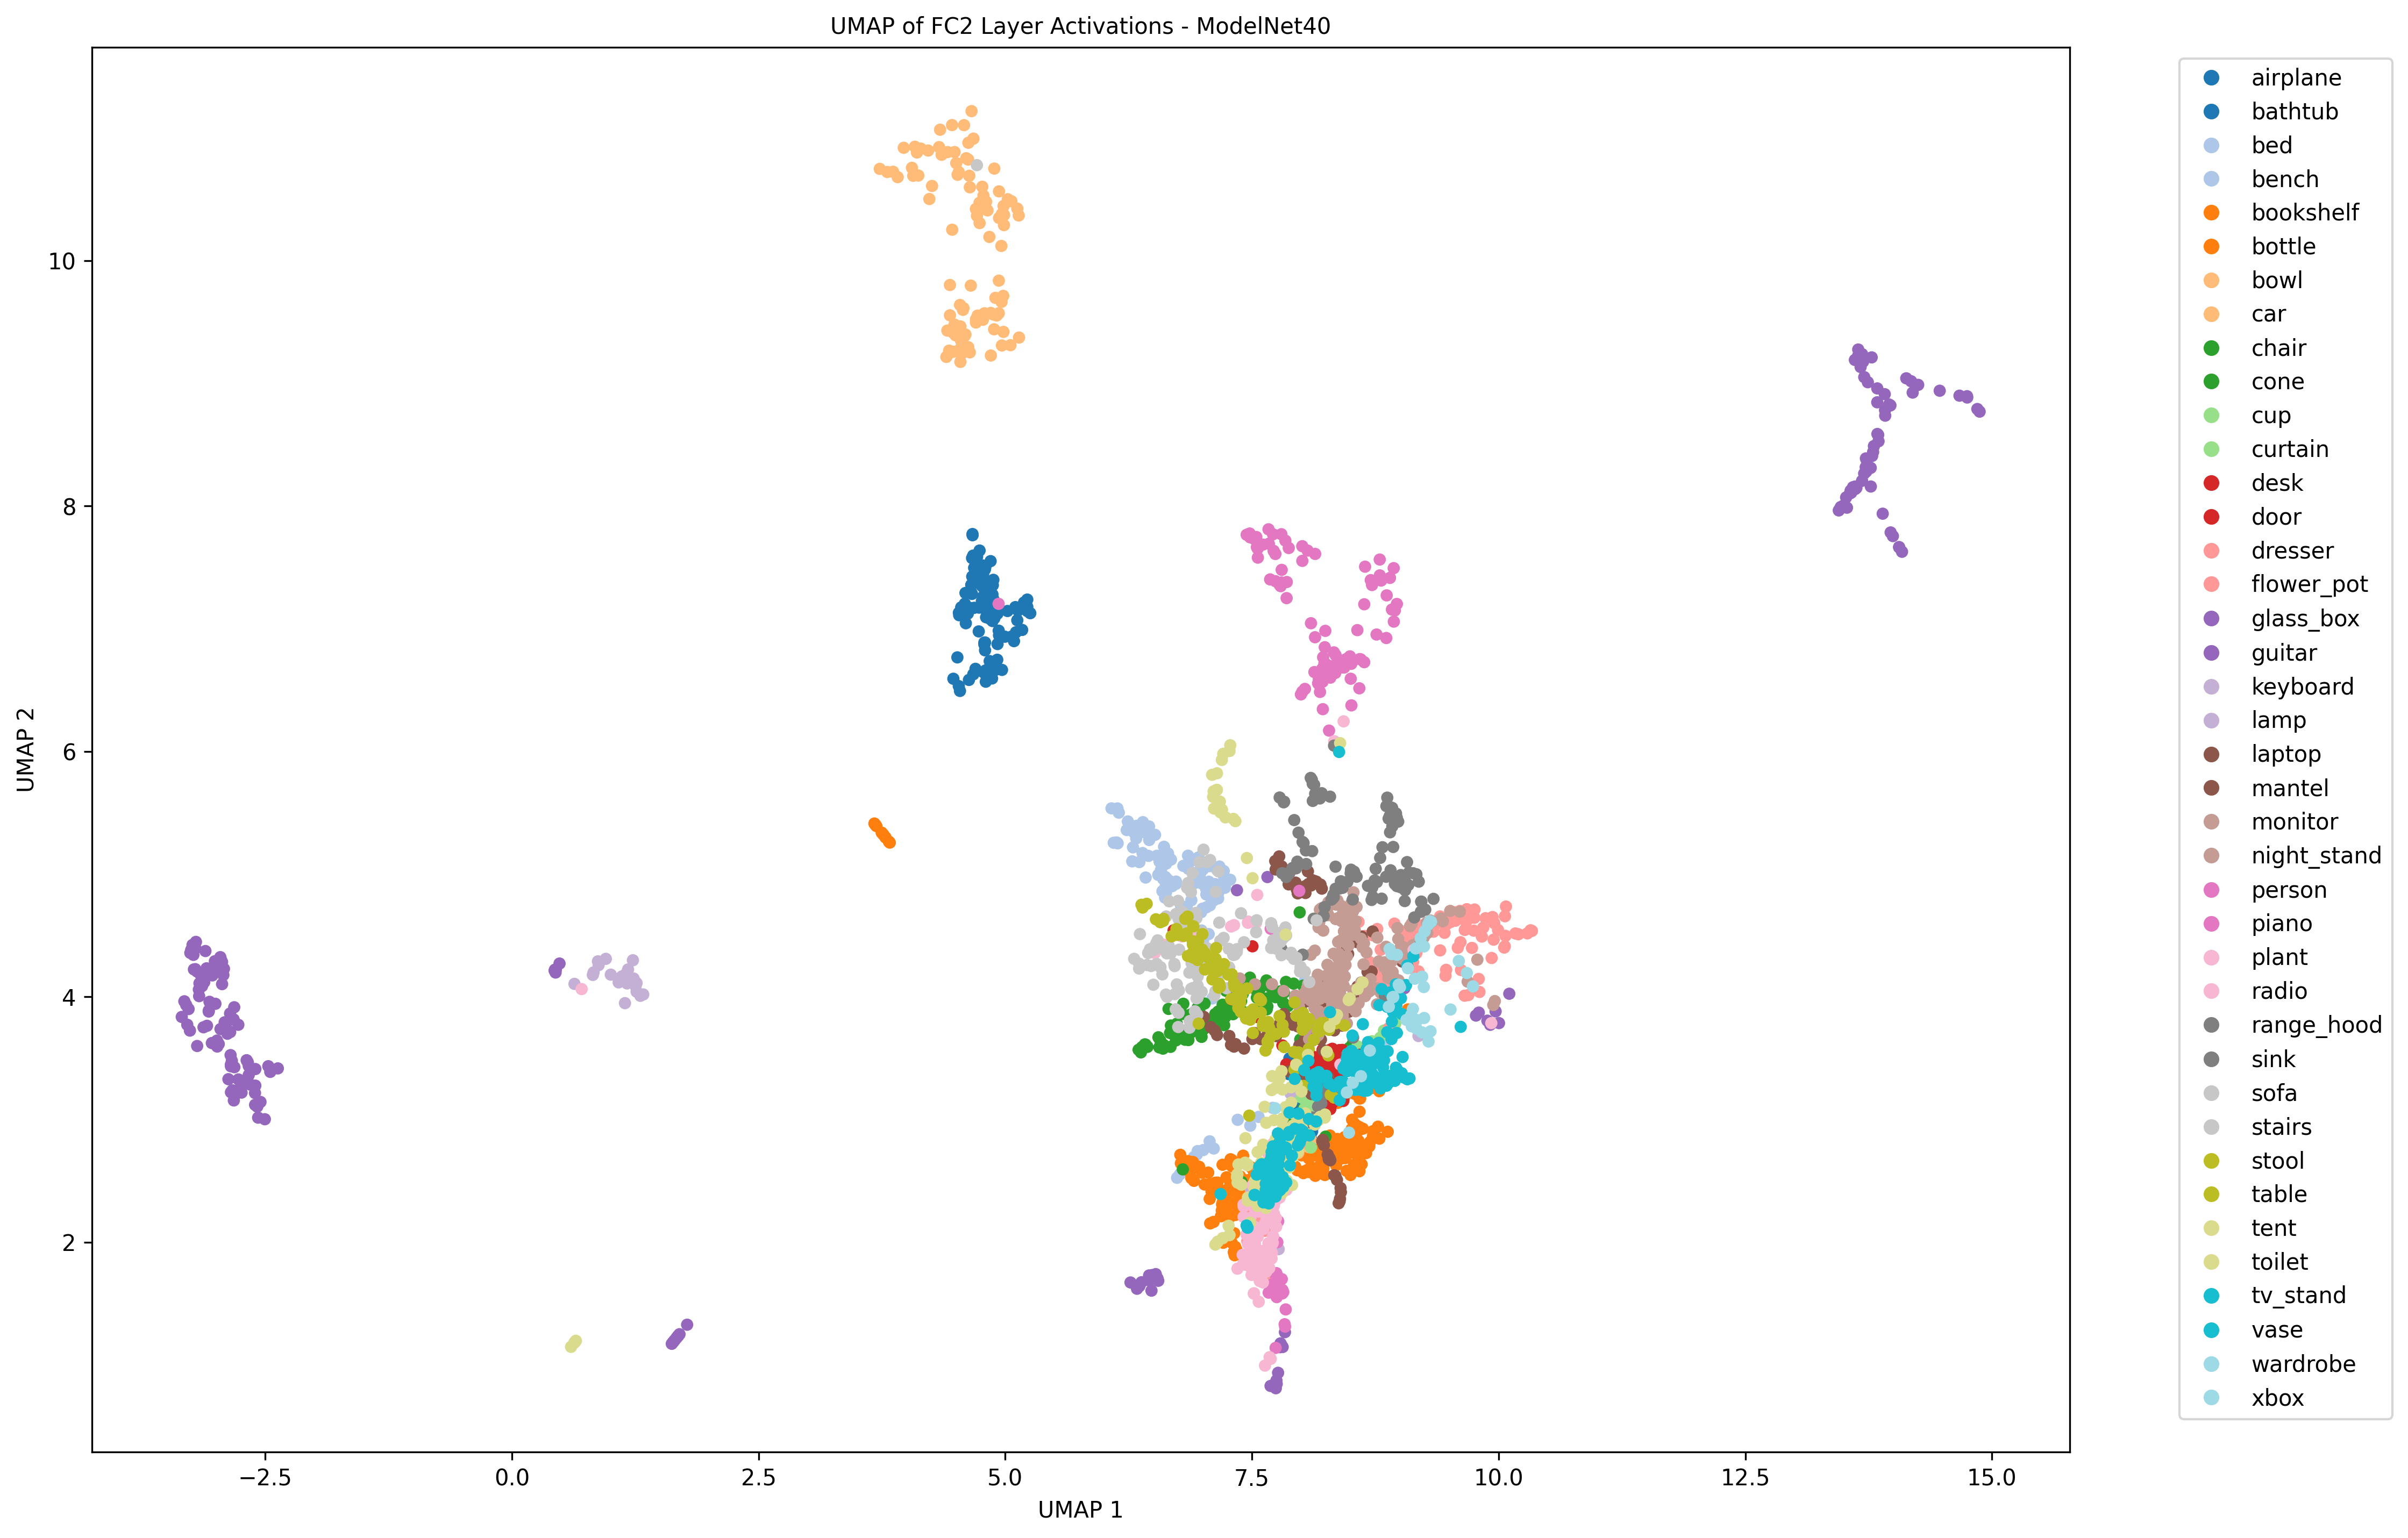 UMAP of FC2 Layer Activations - ModelNet40
UMAP 2
10
8
6
4
2
−2.5 0.0 2.5 5.0 7.5 10.0 12.5 15.0
UMAP 1
airplane
bathtub
bed
bench
bookshelf
bottle
bowl
car
chair
cone
cup
curtain
desk
door
dresser
flower_pot
glass_box
guitar
keyboard
lamp
laptop
mantel
monitor
night_stand
person
piano
plant
radio
range_hood
sink
sofa
stairs
stool
table
tent
toilet
tv_stand
vase
wardrobe
xbox